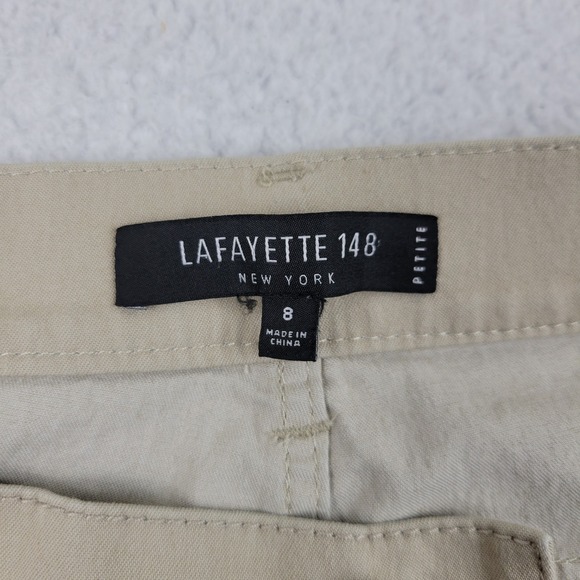 LAFAYETTE 148
NEW YORK
PETITE
8
MADE IN
CHINA